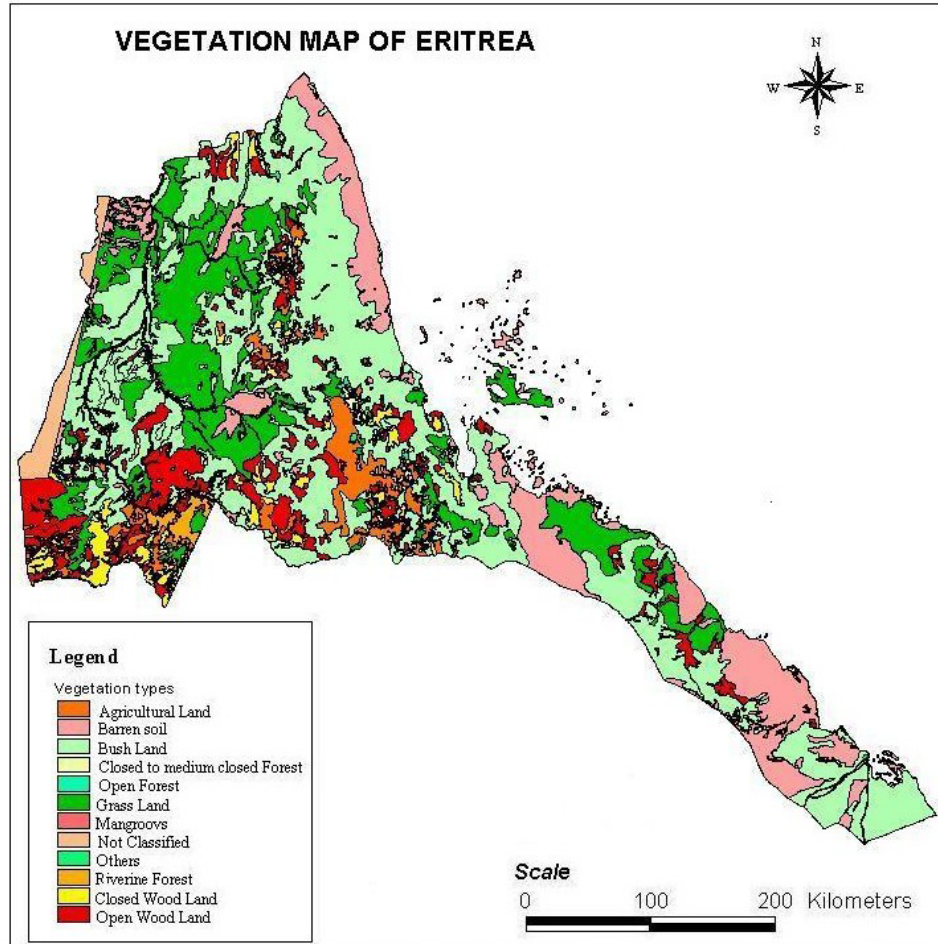 VEGETATION MAP OF ERITREA
N
W E
S
Legend
Vegetation types
Agricultural Land
Barren soil
Bush Land
Closed to medium closed Forest
Open Forest
Grass Land
Mangroovs
Not Classified
Others
Riverine Forest
Closed Wood Land
Open Wood Land
Scale
0 100 200 Kilometers